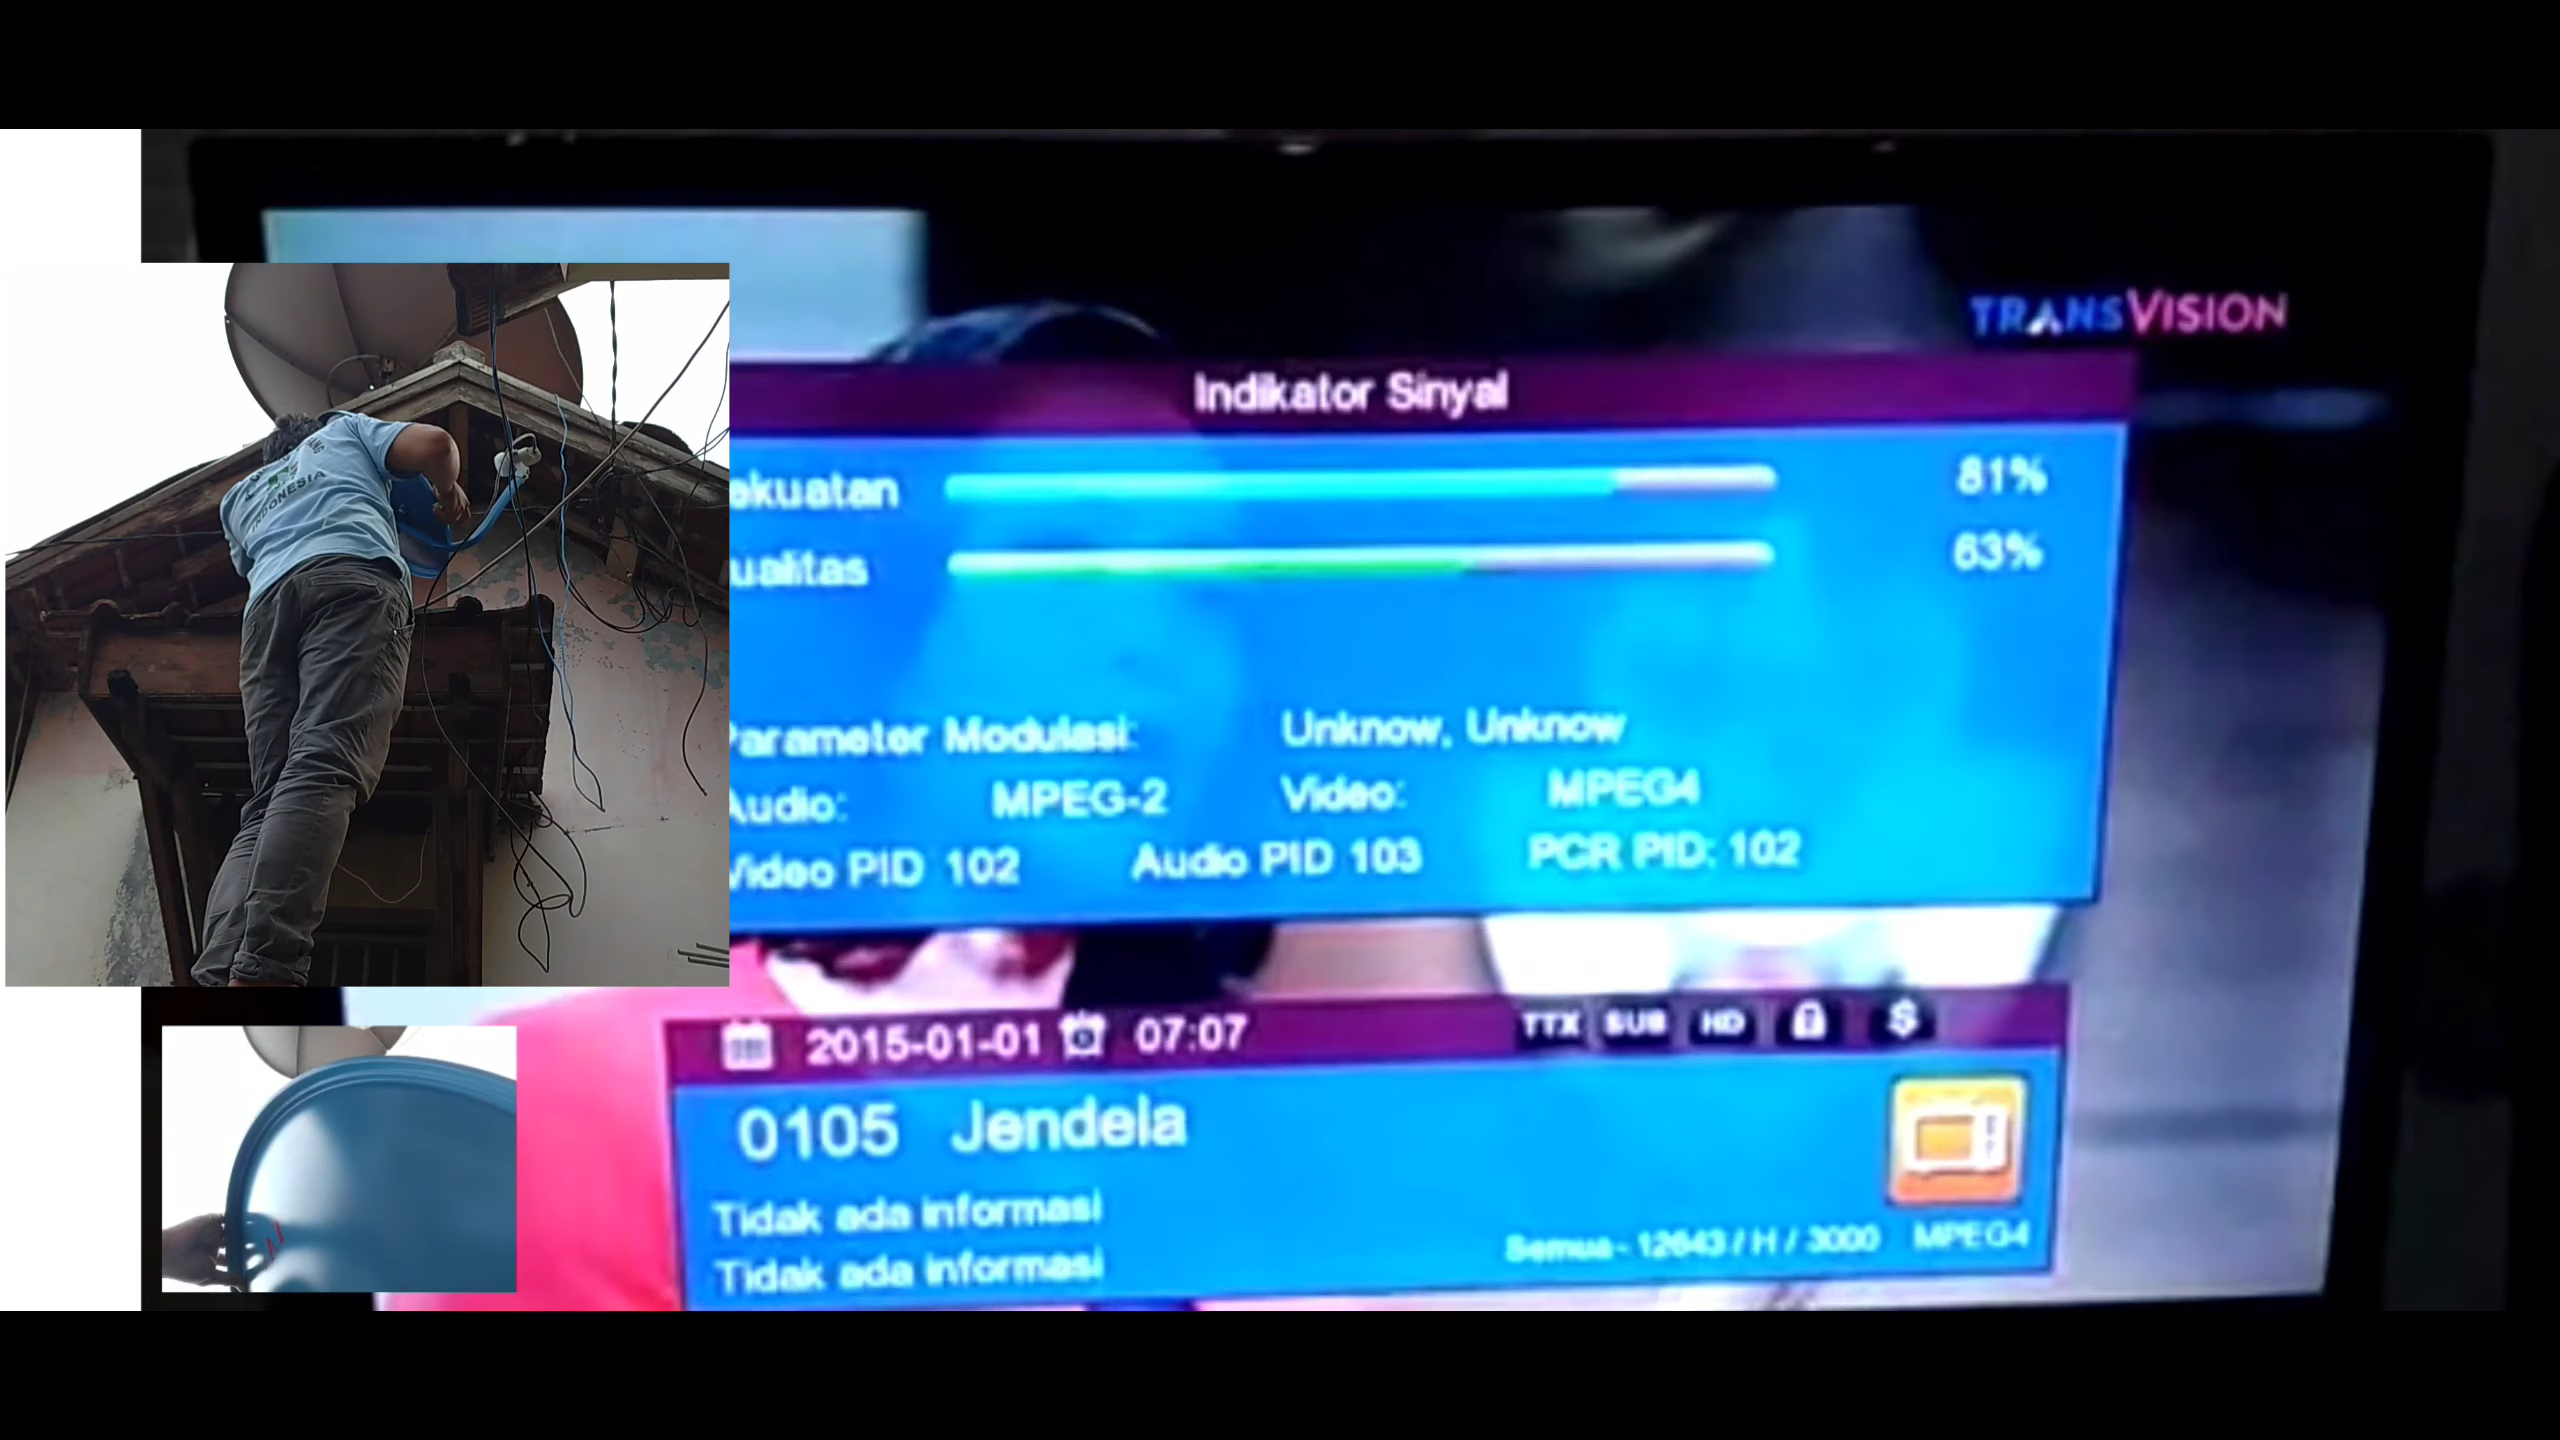 TRANSVISION
Indikator Sinyal
ekuatan 81%
ualitas 63%
Parameter Modulasi: Unknow, Unknow
Audio: MPEG-2 Video: MPEG4
Video PID 102 Audio PID 103 PCR PID: 102
INDONESIA
2015-01-01 07:07 TTX SUB HD $
0105 Jendela
Tidak ada informasi
Tidak ada informasi
Semua- 12643 / H / 3000 MPEG4